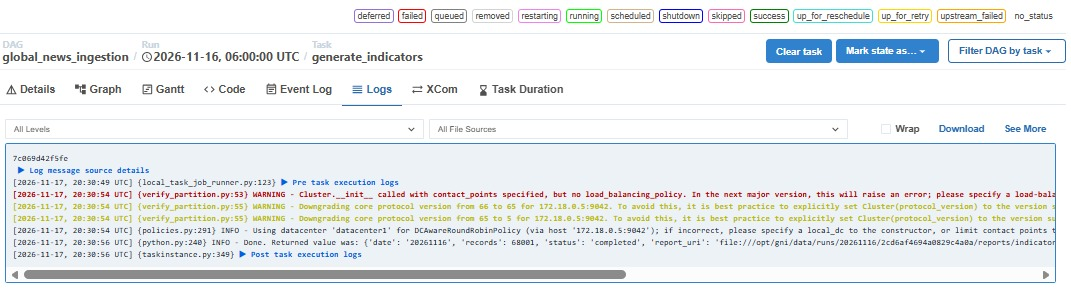 deferred failed queued removed restarting running scheduled shutdown skipped success up_for_reschedule up_for_retry upstream_failed no_status
DAG Run Task
global_news_ingestion / 2026-11-16, 06:00:00 UTC / generate_indicators
Clear task Mark state as… Filter DAG by task
Details Graph Gantt Code Event Log Logs XCom Task Duration
All Levels All File Sources Wrap Download See More
7c069d42f5fe
▶ Log message source details
[2026-11-17, 20:30:49 UTC] {local_task_job_runner.py:123} ▶ Pre task execution logs
[2026-11-17, 20:30:54 UTC] {verify_partition.py:53} WARNING - Cluster.__init__ called with contact_points specified, but no load_balancing_policy. In the next major version, this will raise an error; please specify a load-bala
[2026-11-17, 20:30:54 UTC] {verify_partition.py:55} WARNING - Downgrading core protocol version from 66 to 65 for 172.18.0.5:9042. To avoid this, it is best practice to explicitly set Cluster(protocol_version) to the version s
[2026-11-17, 20:30:54 UTC] {verify_partition.py:55} WARNING - Downgrading core protocol version from 65 to 5 for 172.18.0.5:9042. To avoid this, it is best practice to explicitly set Cluster(protocol_version) to the version su
[2026-11-17, 20:30:54 UTC] {policies.py:291} INFO - Using datacenter 'datacenter1' for DCAwareRoundRobinPolicy (via host '172.18.0.5:9042'); if incorrect, please specify a local_dc to the constructor, or limit contact points t
[2026-11-17, 20:30:56 UTC] {python.py:240} INFO - Done. Returned value was: {'date': '20261116', 'records': 68001, 'status': 'completed', 'report_uri': 'file:///opt/gni/data/runs/20261116/2cd6af4694a0829c4a0a/reports/indicator
[2026-11-17, 20:30:56 UTC] {taskinstance.py:349} ▶ Post task execution logs